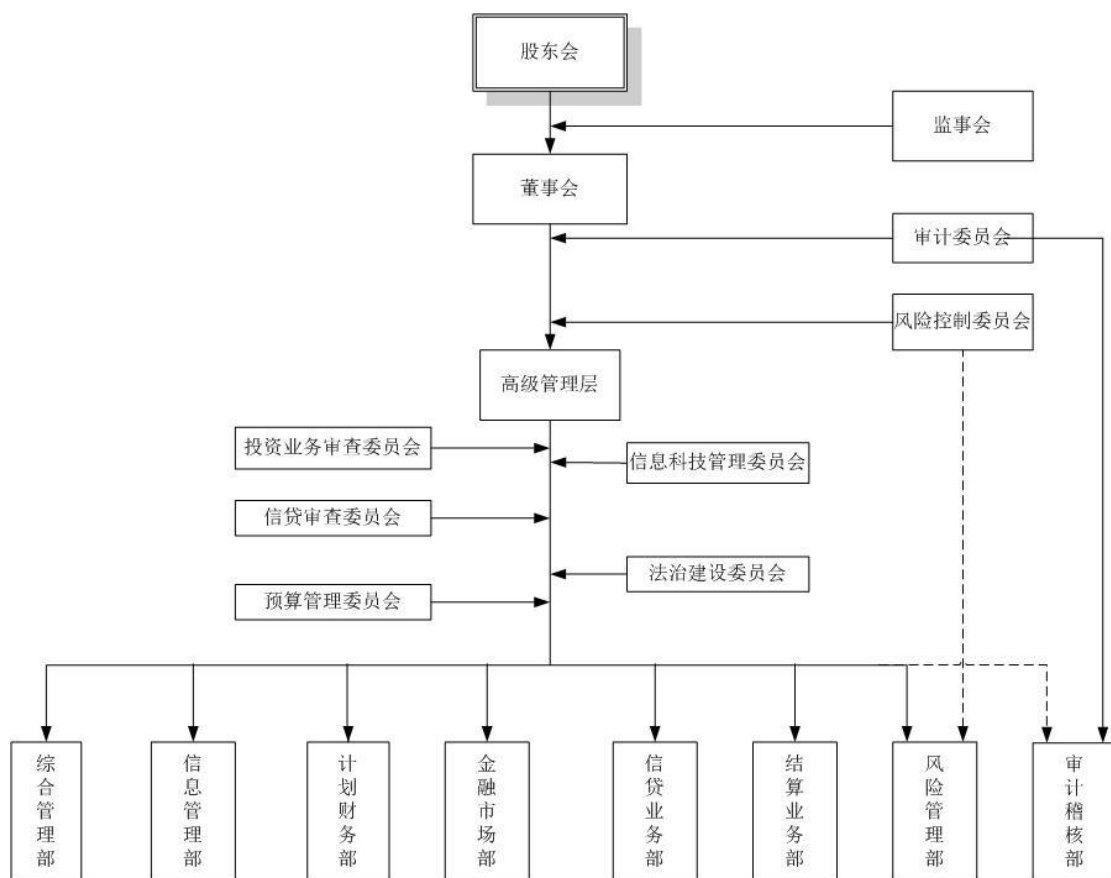 股东会
监事会
董事会
审计委员会
风险控制委员会
高级管理层
投资业务审查委员会
信息科技管理委员会
信贷审查委员会
法治建设委员会
预算管理委员会
综合管理部
信息管理部
计划财务部
金融市场部
信贷业务部
结算业务部
风险管理部
审计稽核部